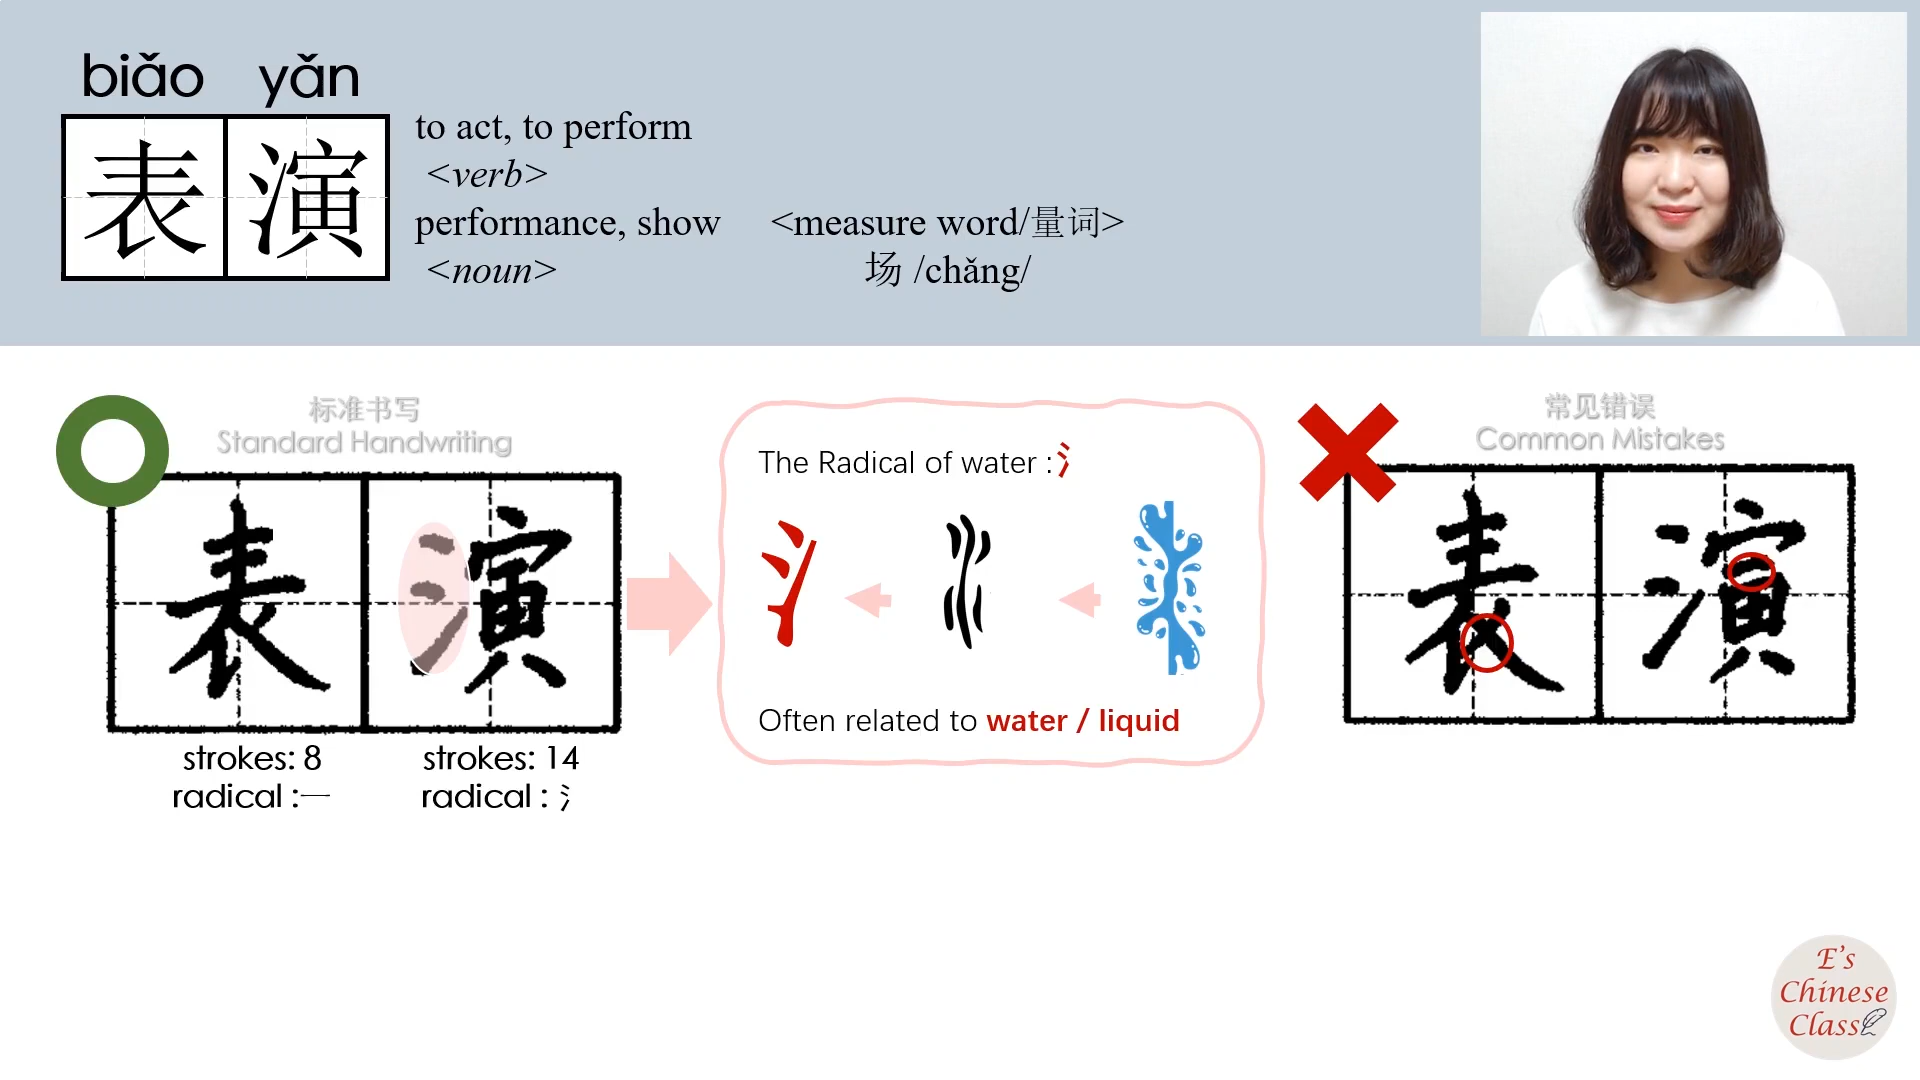 biǎo yǎn
表演
to act, to perform
<verb>
performance, show <measure word/量词>
<noun> 场 /chǎng/
标准书写
Standard Handwriting
表演
strokes: 8 strokes: 14
radical :一 radical : 氵
The Radical of water : 氵
氵
Often related to water / liquid
常见错误
Common Mistakes
E's
Chinese
Class